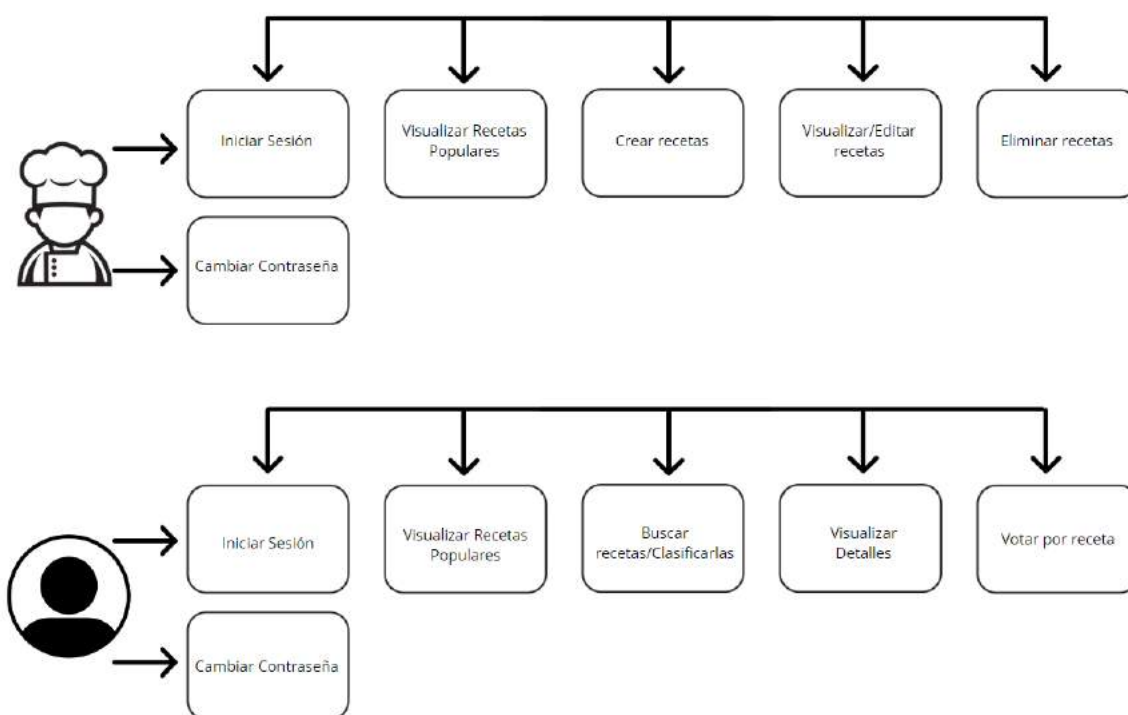 Iniciar Sesión
Visualizar Recetas
Populares
Crear recetas
Visualizar/Editar
recetas
Eliminar recetas
Cambiar Contraseña
Iniciar Sesión
Visualizar Recetas
Populares
Buscar
recetas/Clasificarlas
Visualizar
Detalles
Votar por receta
Cambiar Contraseña